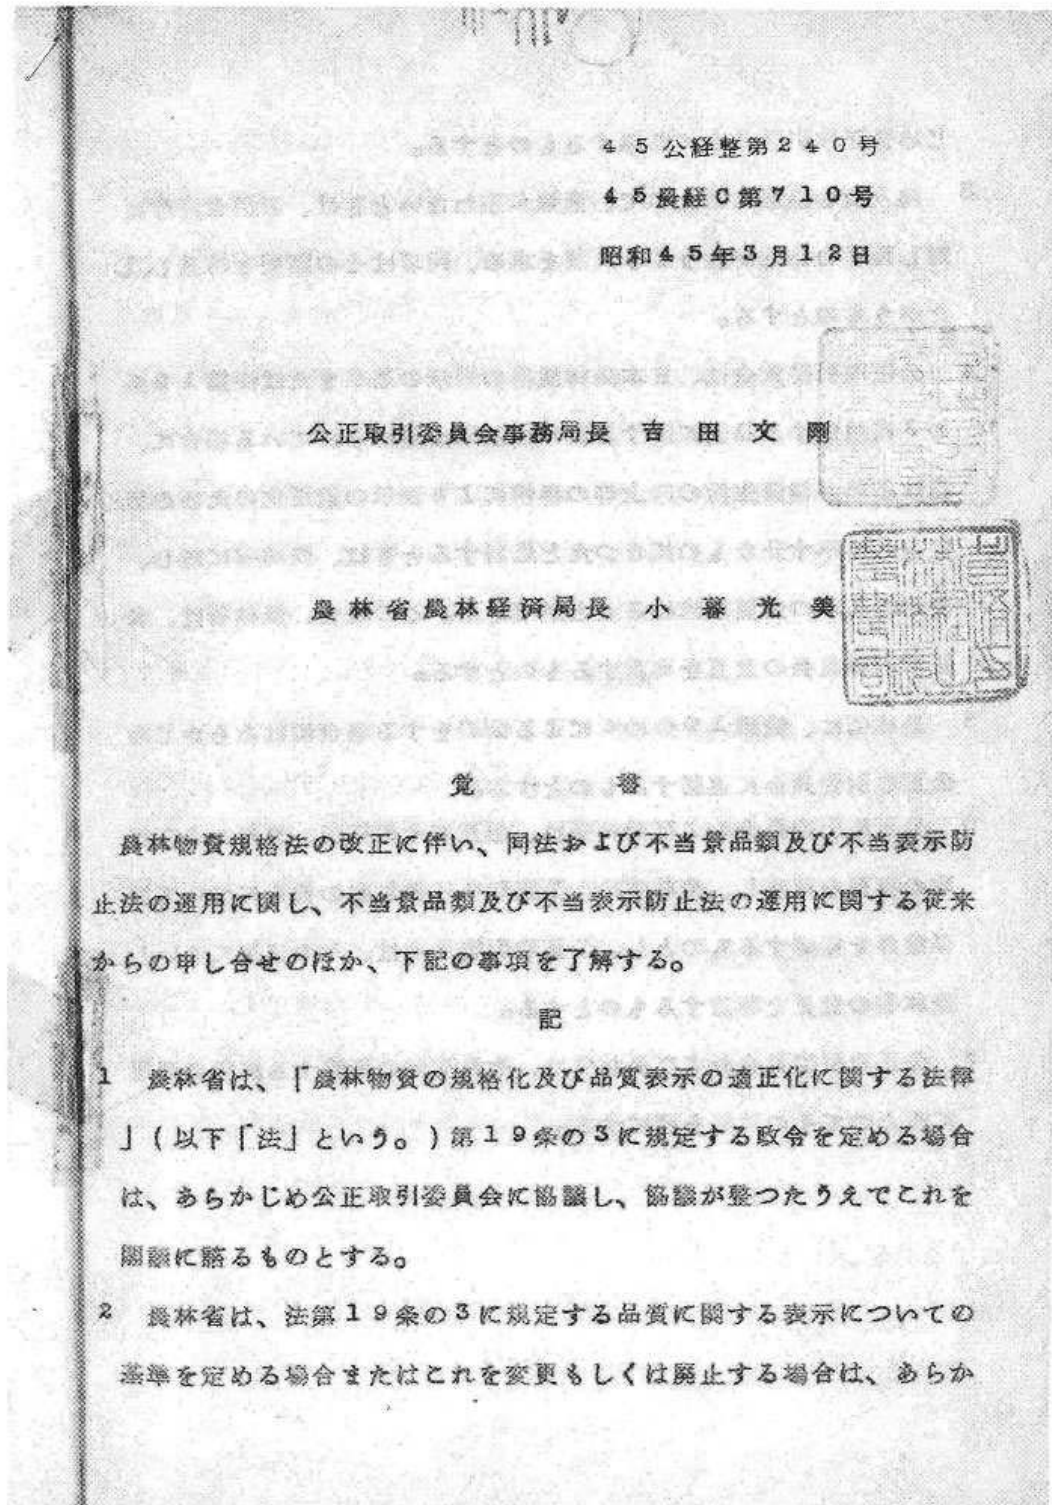 45公経整第240号
45農経C第710号
昭和45年3月12日
公正取引委員会事務局長 吉田文剛
農林省農林経済局長 小暮光美
覚 書
農林物資規格法の改正に伴い、同法および不当景品類及び不当表示防
止法の運用に関し、不当景品類及び不当表示防止法の運用に関する従来
からの申し合せのほか、下記の事項を了解する。
記
1 農林省は、「農林物資の規格化及び品質表示の適正化に関する法律
」(以下「法」という。)第19条の3に規定する政令を定める場合
は、あらかじめ公正取引委員会に協議し、協議が整つたうえでこれを
閣議に諮るものとする。
2 農林省は、法第19条の3に規定する品質に関する表示についての
基準を定める場合またはこれを変更もしくは廃止する場合は、あらか